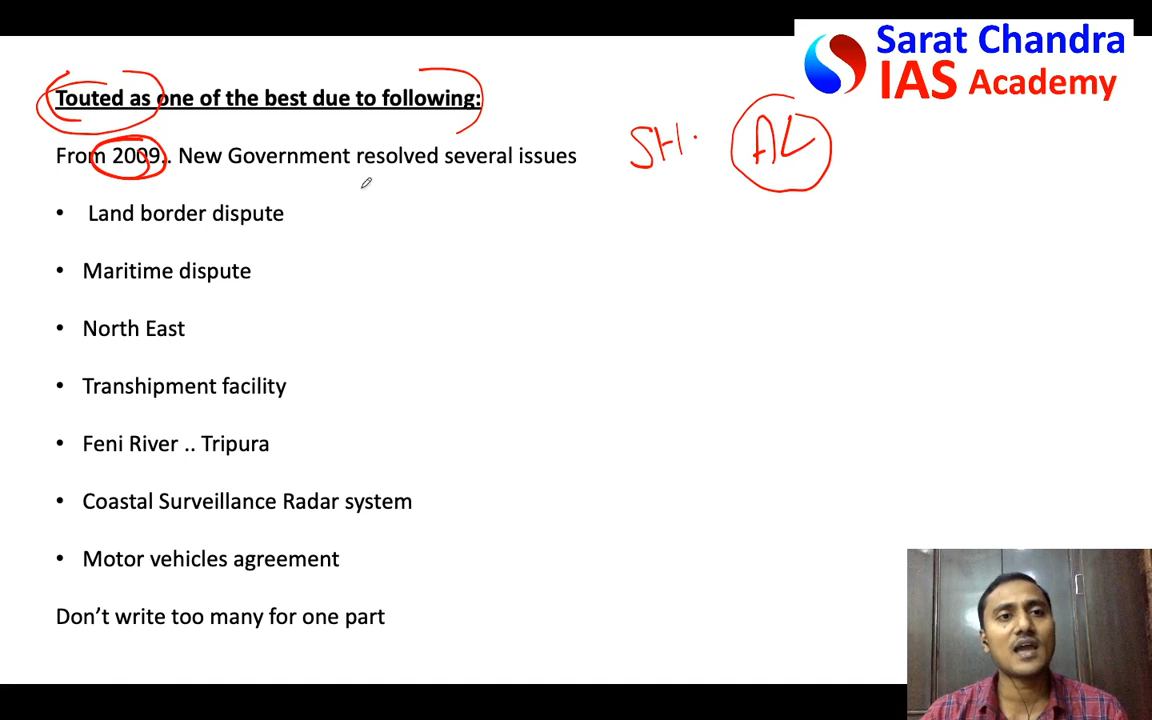 Sarat Chandra
IAS Academy
Touted as one of the best due to following:
From 2009.. New Government resolved several issues
SH. AL
• Land border dispute
• Maritime dispute
• North East
• Transhipment facility
• Feni River .. Tripura
• Coastal Surveillance Radar system
• Motor vehicles agreement
Don’t write too many for one part